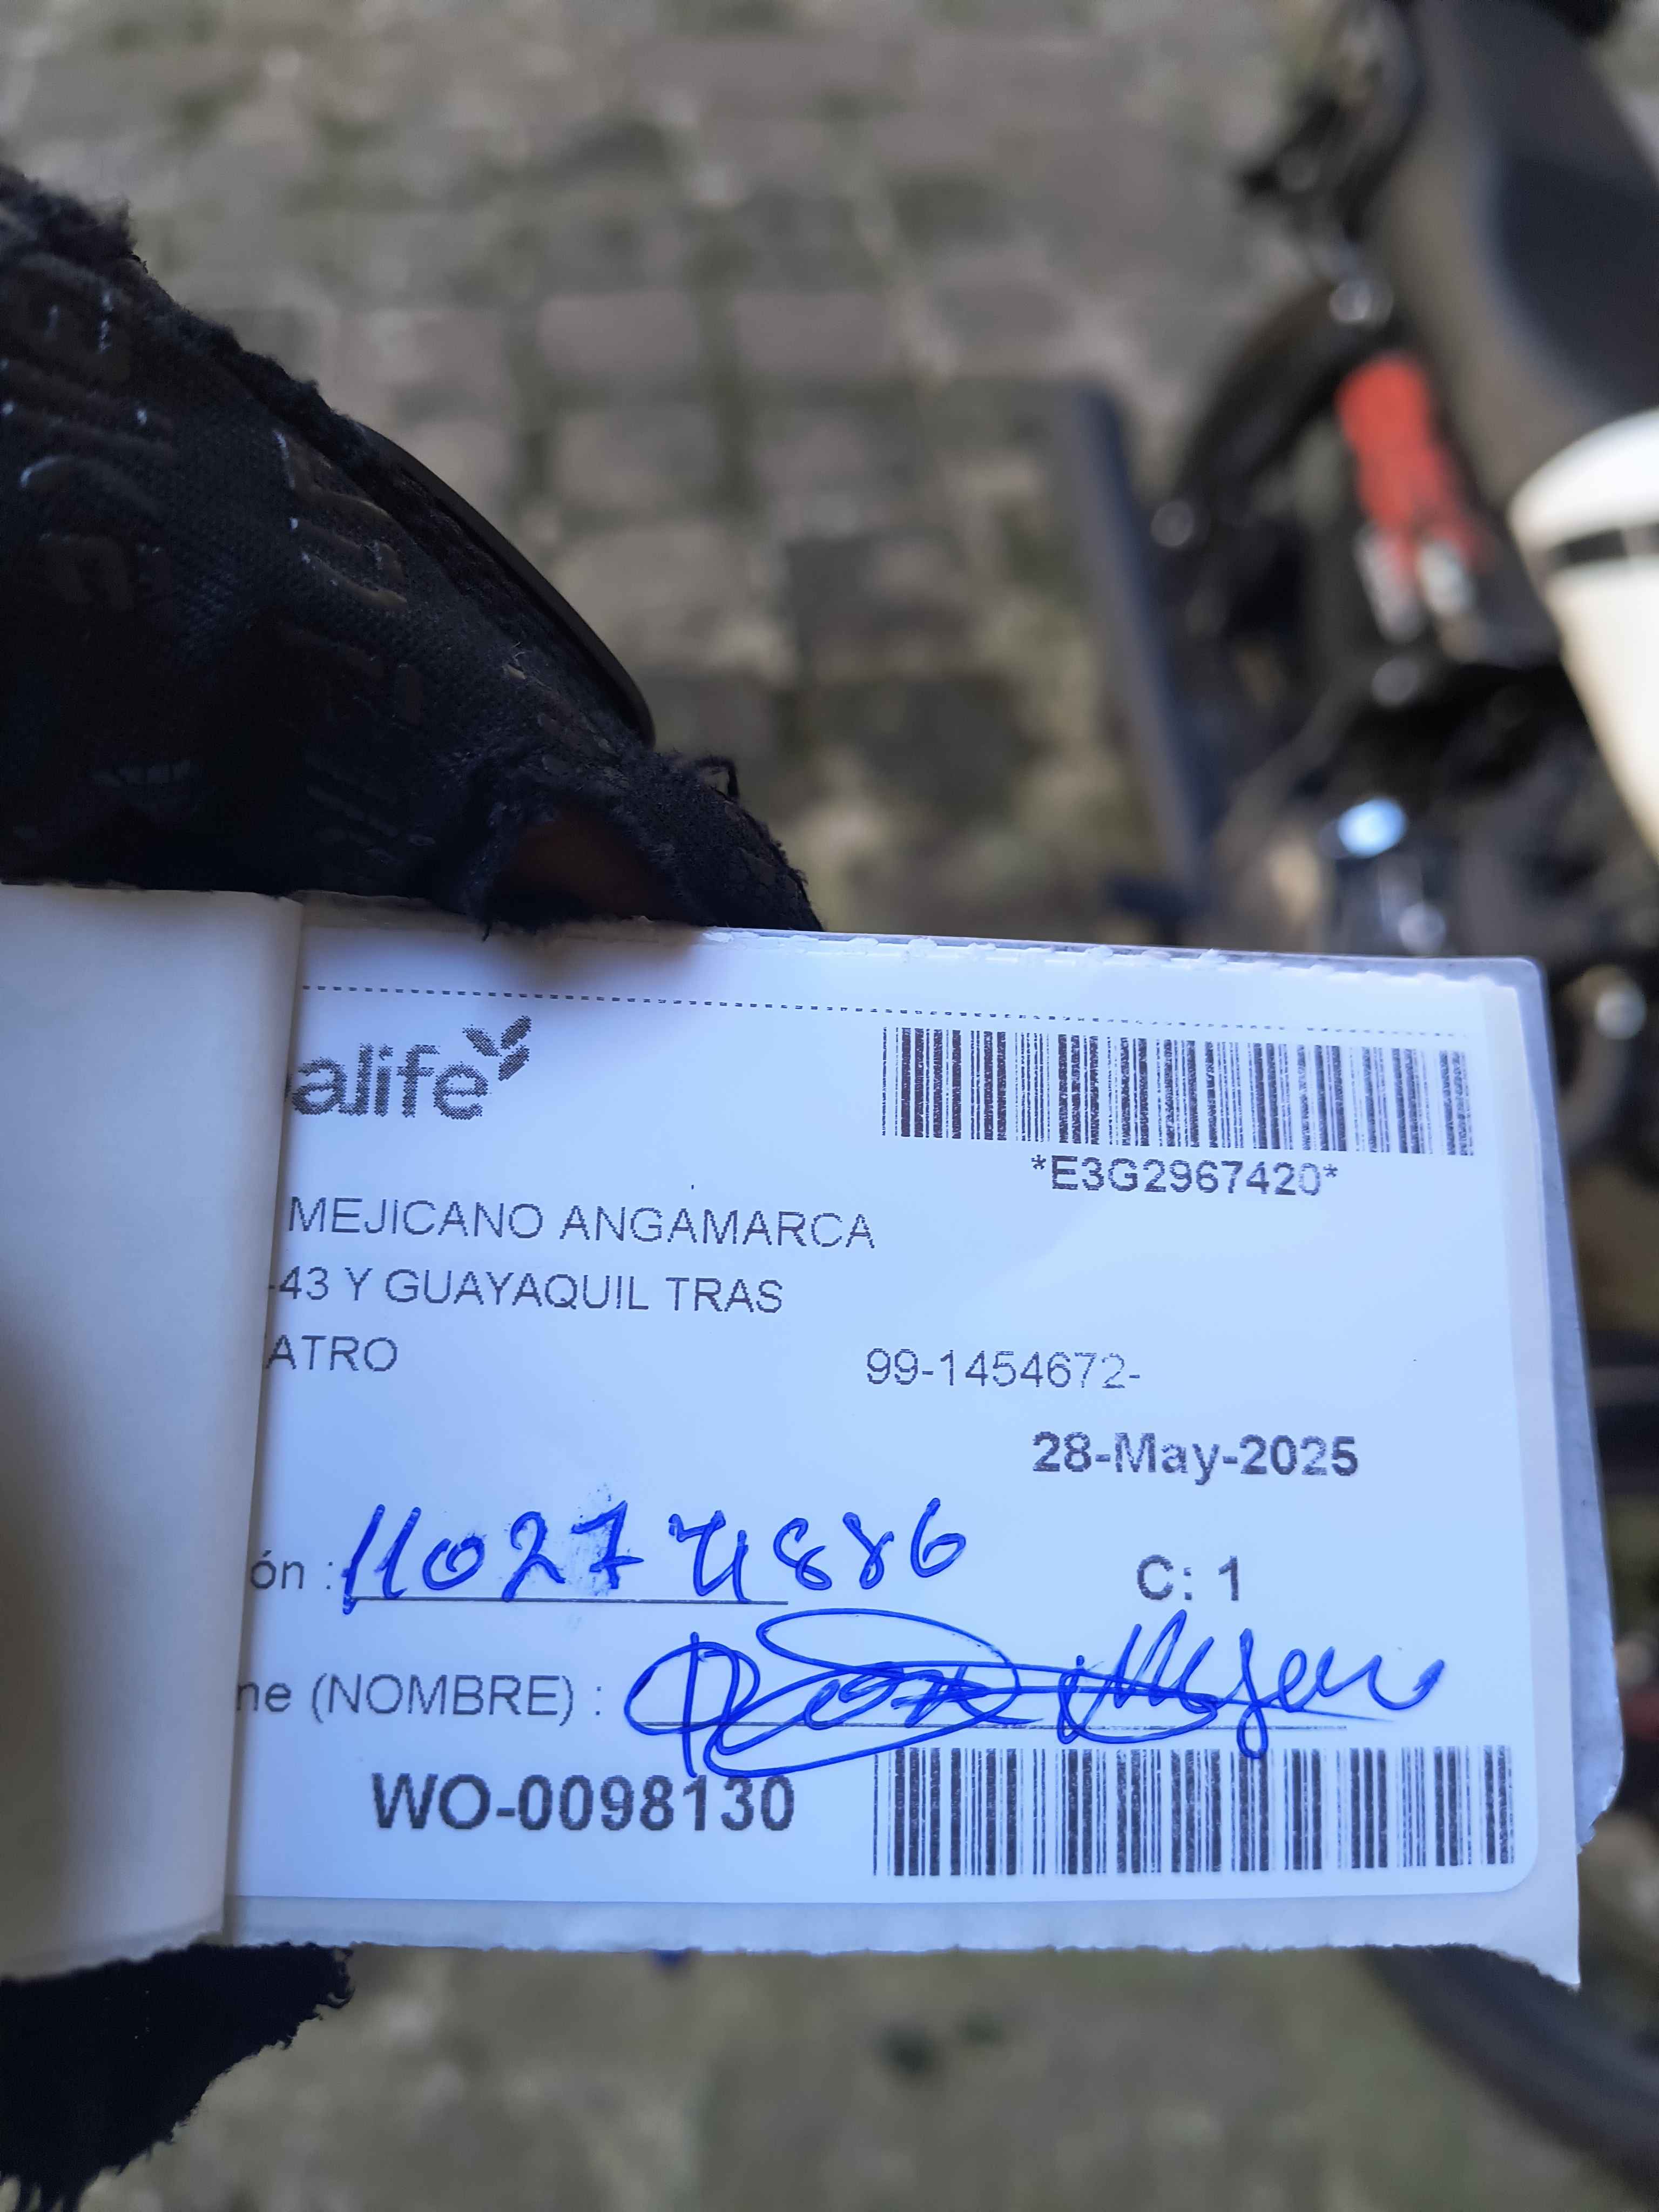 alife
*E3G2967420*
MEJICANO ANGAMARCA
-43 Y GUAYAQUIL TRAS
ATRO
99-1454672-
28-May-2025
ón : 1102774886
C: 1
ne (NOMBRE) :
WO-0098130